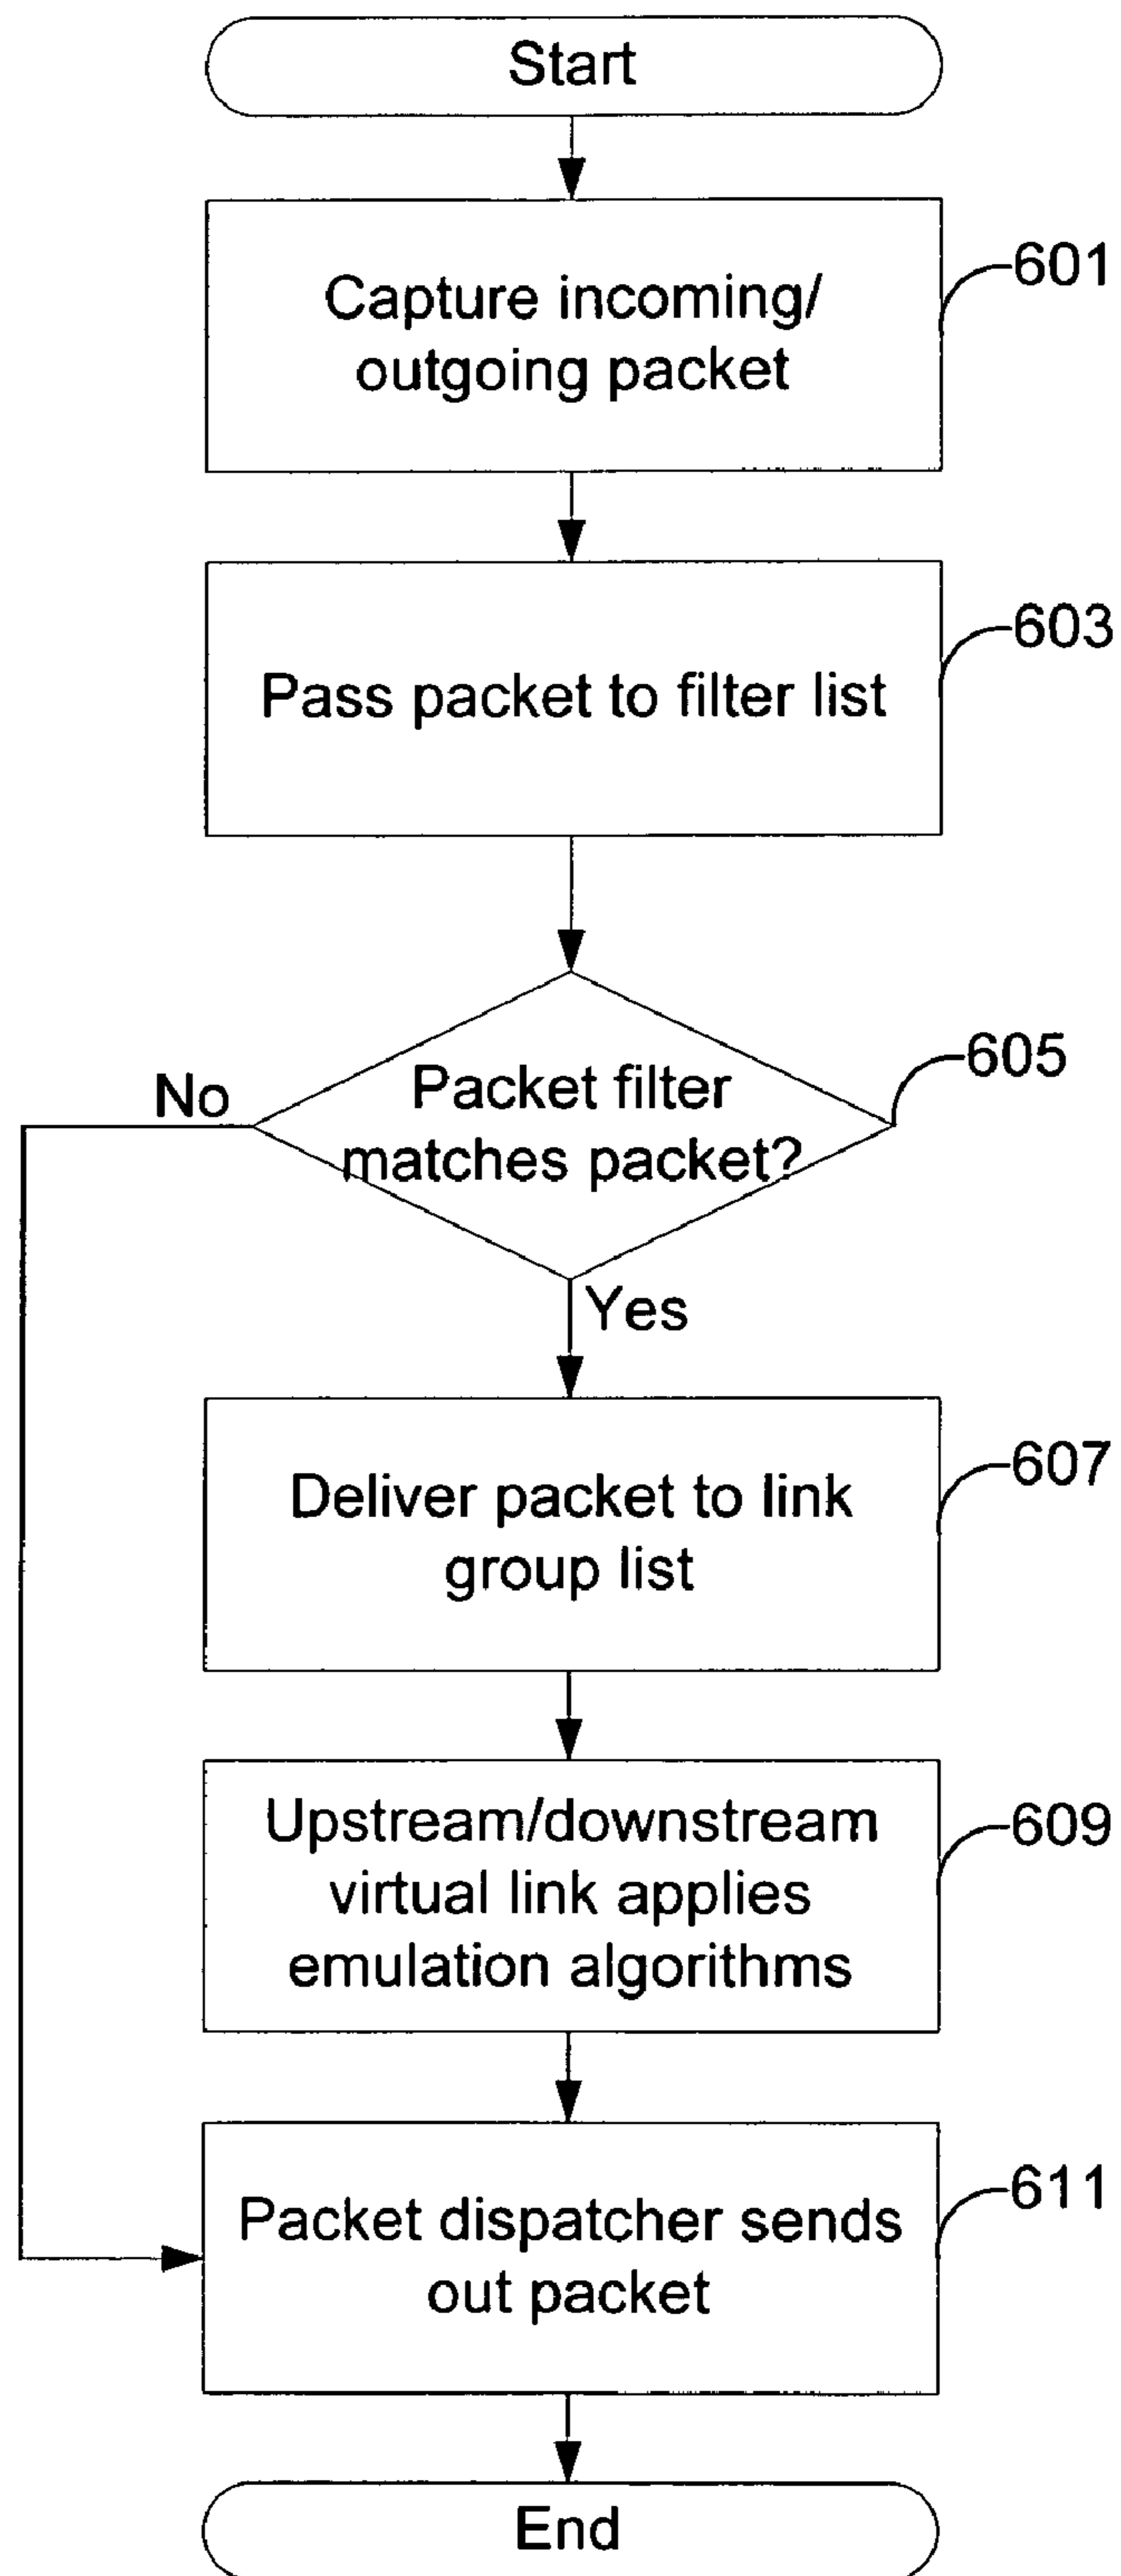 Start
Capture incoming/
outgoing packet
601
Pass packet to filter list
603
Packet filter
matches packet?
605
No
Yes
Deliver packet to link
group list
607
Upstream/downstream
virtual link applies
emulation algorithms
609
Packet dispatcher sends
out packet
611
End